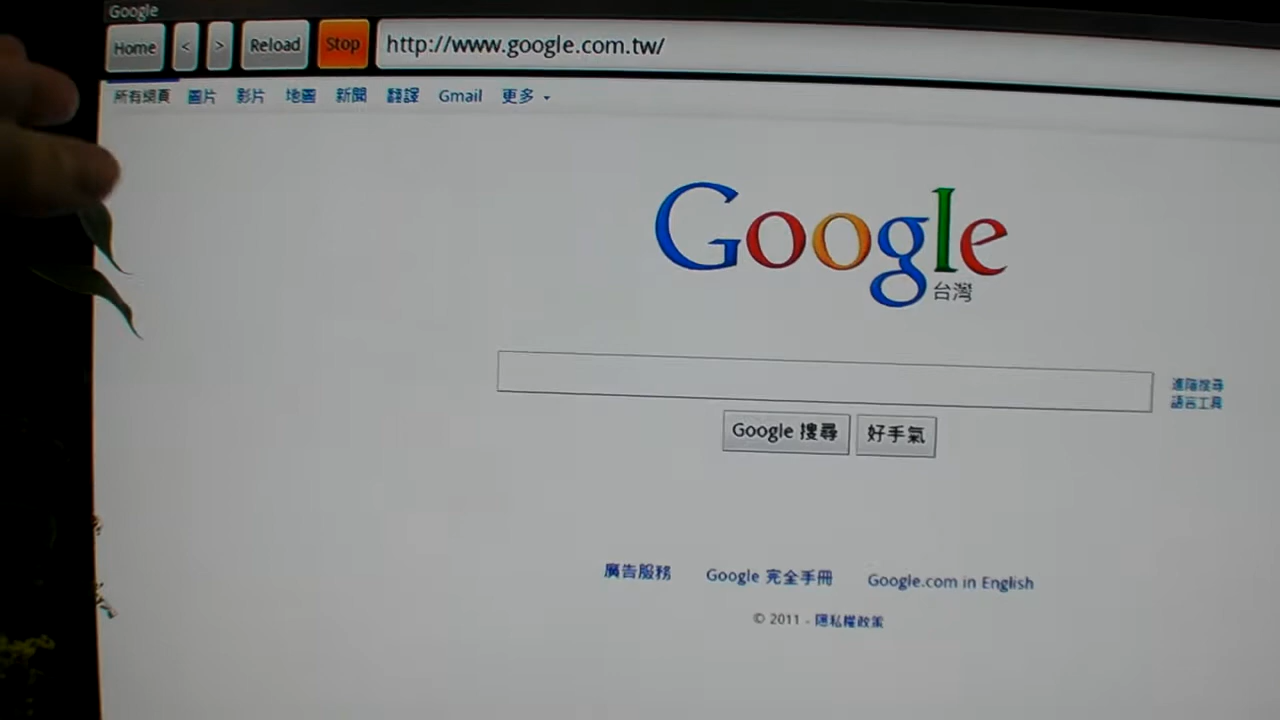 Google
Home < > Reload Stop http://www.google.com.tw/
所有網頁 圖片 影片 地圖 新聞 翻譯 Gmail 更多
Google
台灣
進階搜尋
語言工具
Google 搜尋 好手氣
廣告服務 Google 完全手冊 Google.com in English
© 2011 - 隱私權政策